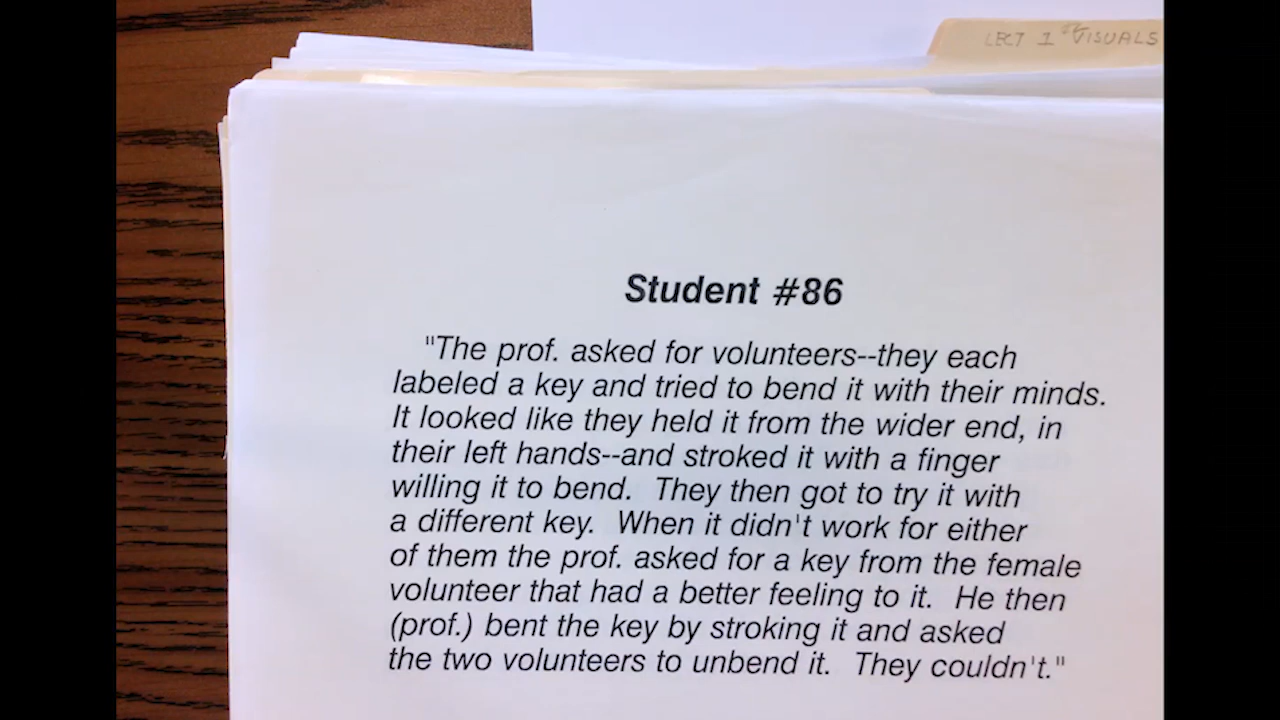 LECT 1 VISUALS
Student #86
"The prof. asked for volunteers--they each
labeled a key and tried to bend it with their minds.
It looked like they held it from the wider end, in
their left hands--and stroked it with a finger
willing it to bend.  They then got to try it with
a different key.  When it didn't work for either
of them the prof. asked for a key from the female
volunteer that had a better feeling to it.  He then
(prof.) bent the key by stroking it and asked
the two volunteers to unbend it.  They couldn't."